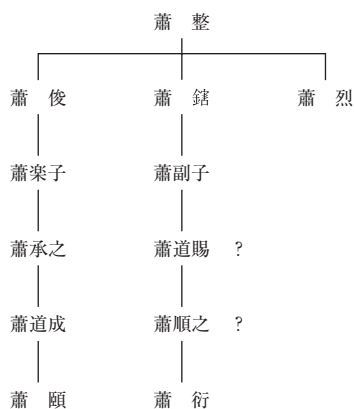 蕭 整
蕭 俊 蕭 鎋 蕭 烈
蕭楽子 蕭副子
蕭承之 蕭道賜 ?
蕭道成 蕭順之 ?
蕭 頤 蕭 衍